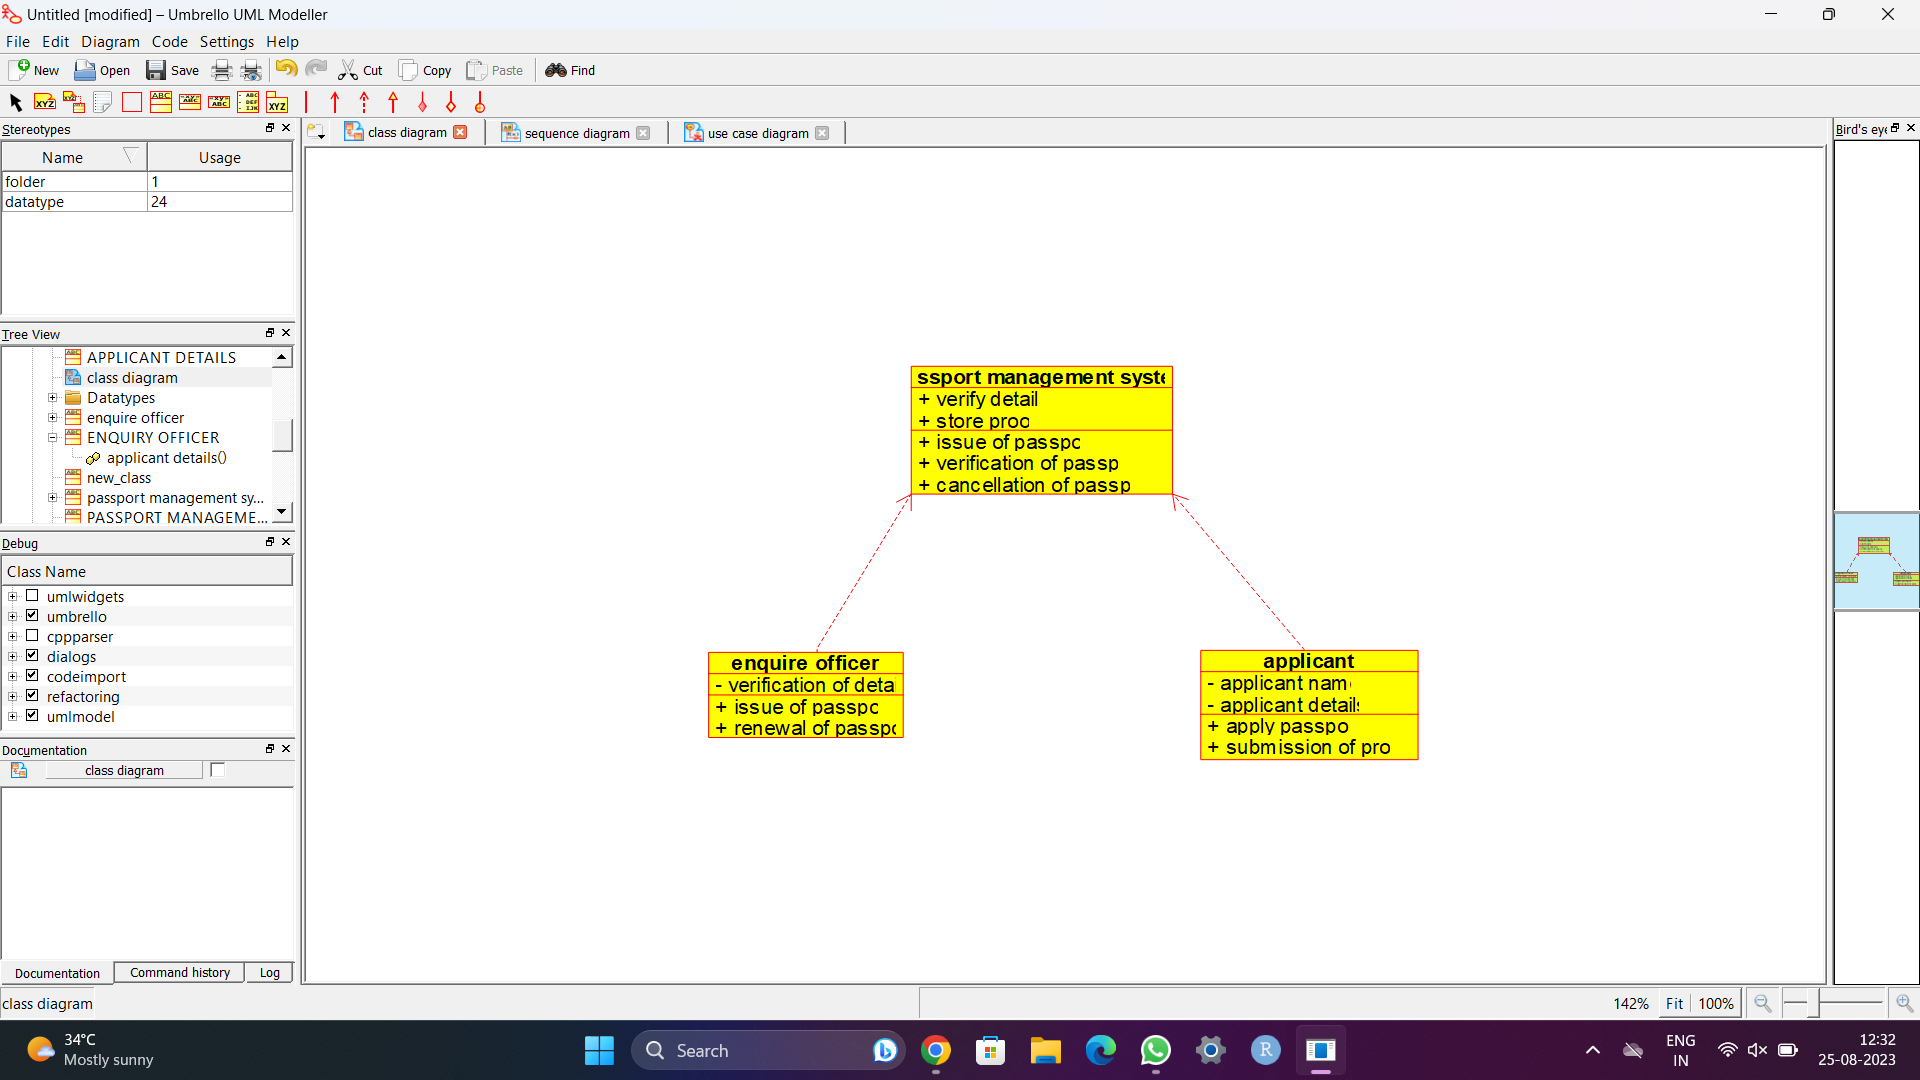 Untitled [modified] – Umbrello UML Modeller
File Edit Diagram Code Settings Help
New Open Save Cut Copy Paste Find
Stereotypes
Name Usage
folder 1
datatype 24
Tree View
APPLICANT DETAILS
class diagram
Datatypes
enquire officer
ENQUIRY OFFICER
applicant details()
new_class
passport management sy...
PASSPORT MANAGEME...
Debug
Class Name
umlwidgets
umbrello
cppparser
dialogs
codeimport
refactoring
umlmodel
Documentation
class diagram
Documentation Command history Log
class diagram
class diagram sequence diagram use case diagram
ssport management syste
+ verify detail
+ store proo
+ issue of passpo
+ verification of passp
+ cancellation of passp
enquire officer
- verification of detai
+ issue of passpo
+ renewal of passpo
applicant
- applicant nam
- applicant details
+ apply passpo
+ submission of pro
Bird's eye
142% Fit 100%
34°C
Mostly sunny
Search
ENG
IN
12:32
25-08-2023